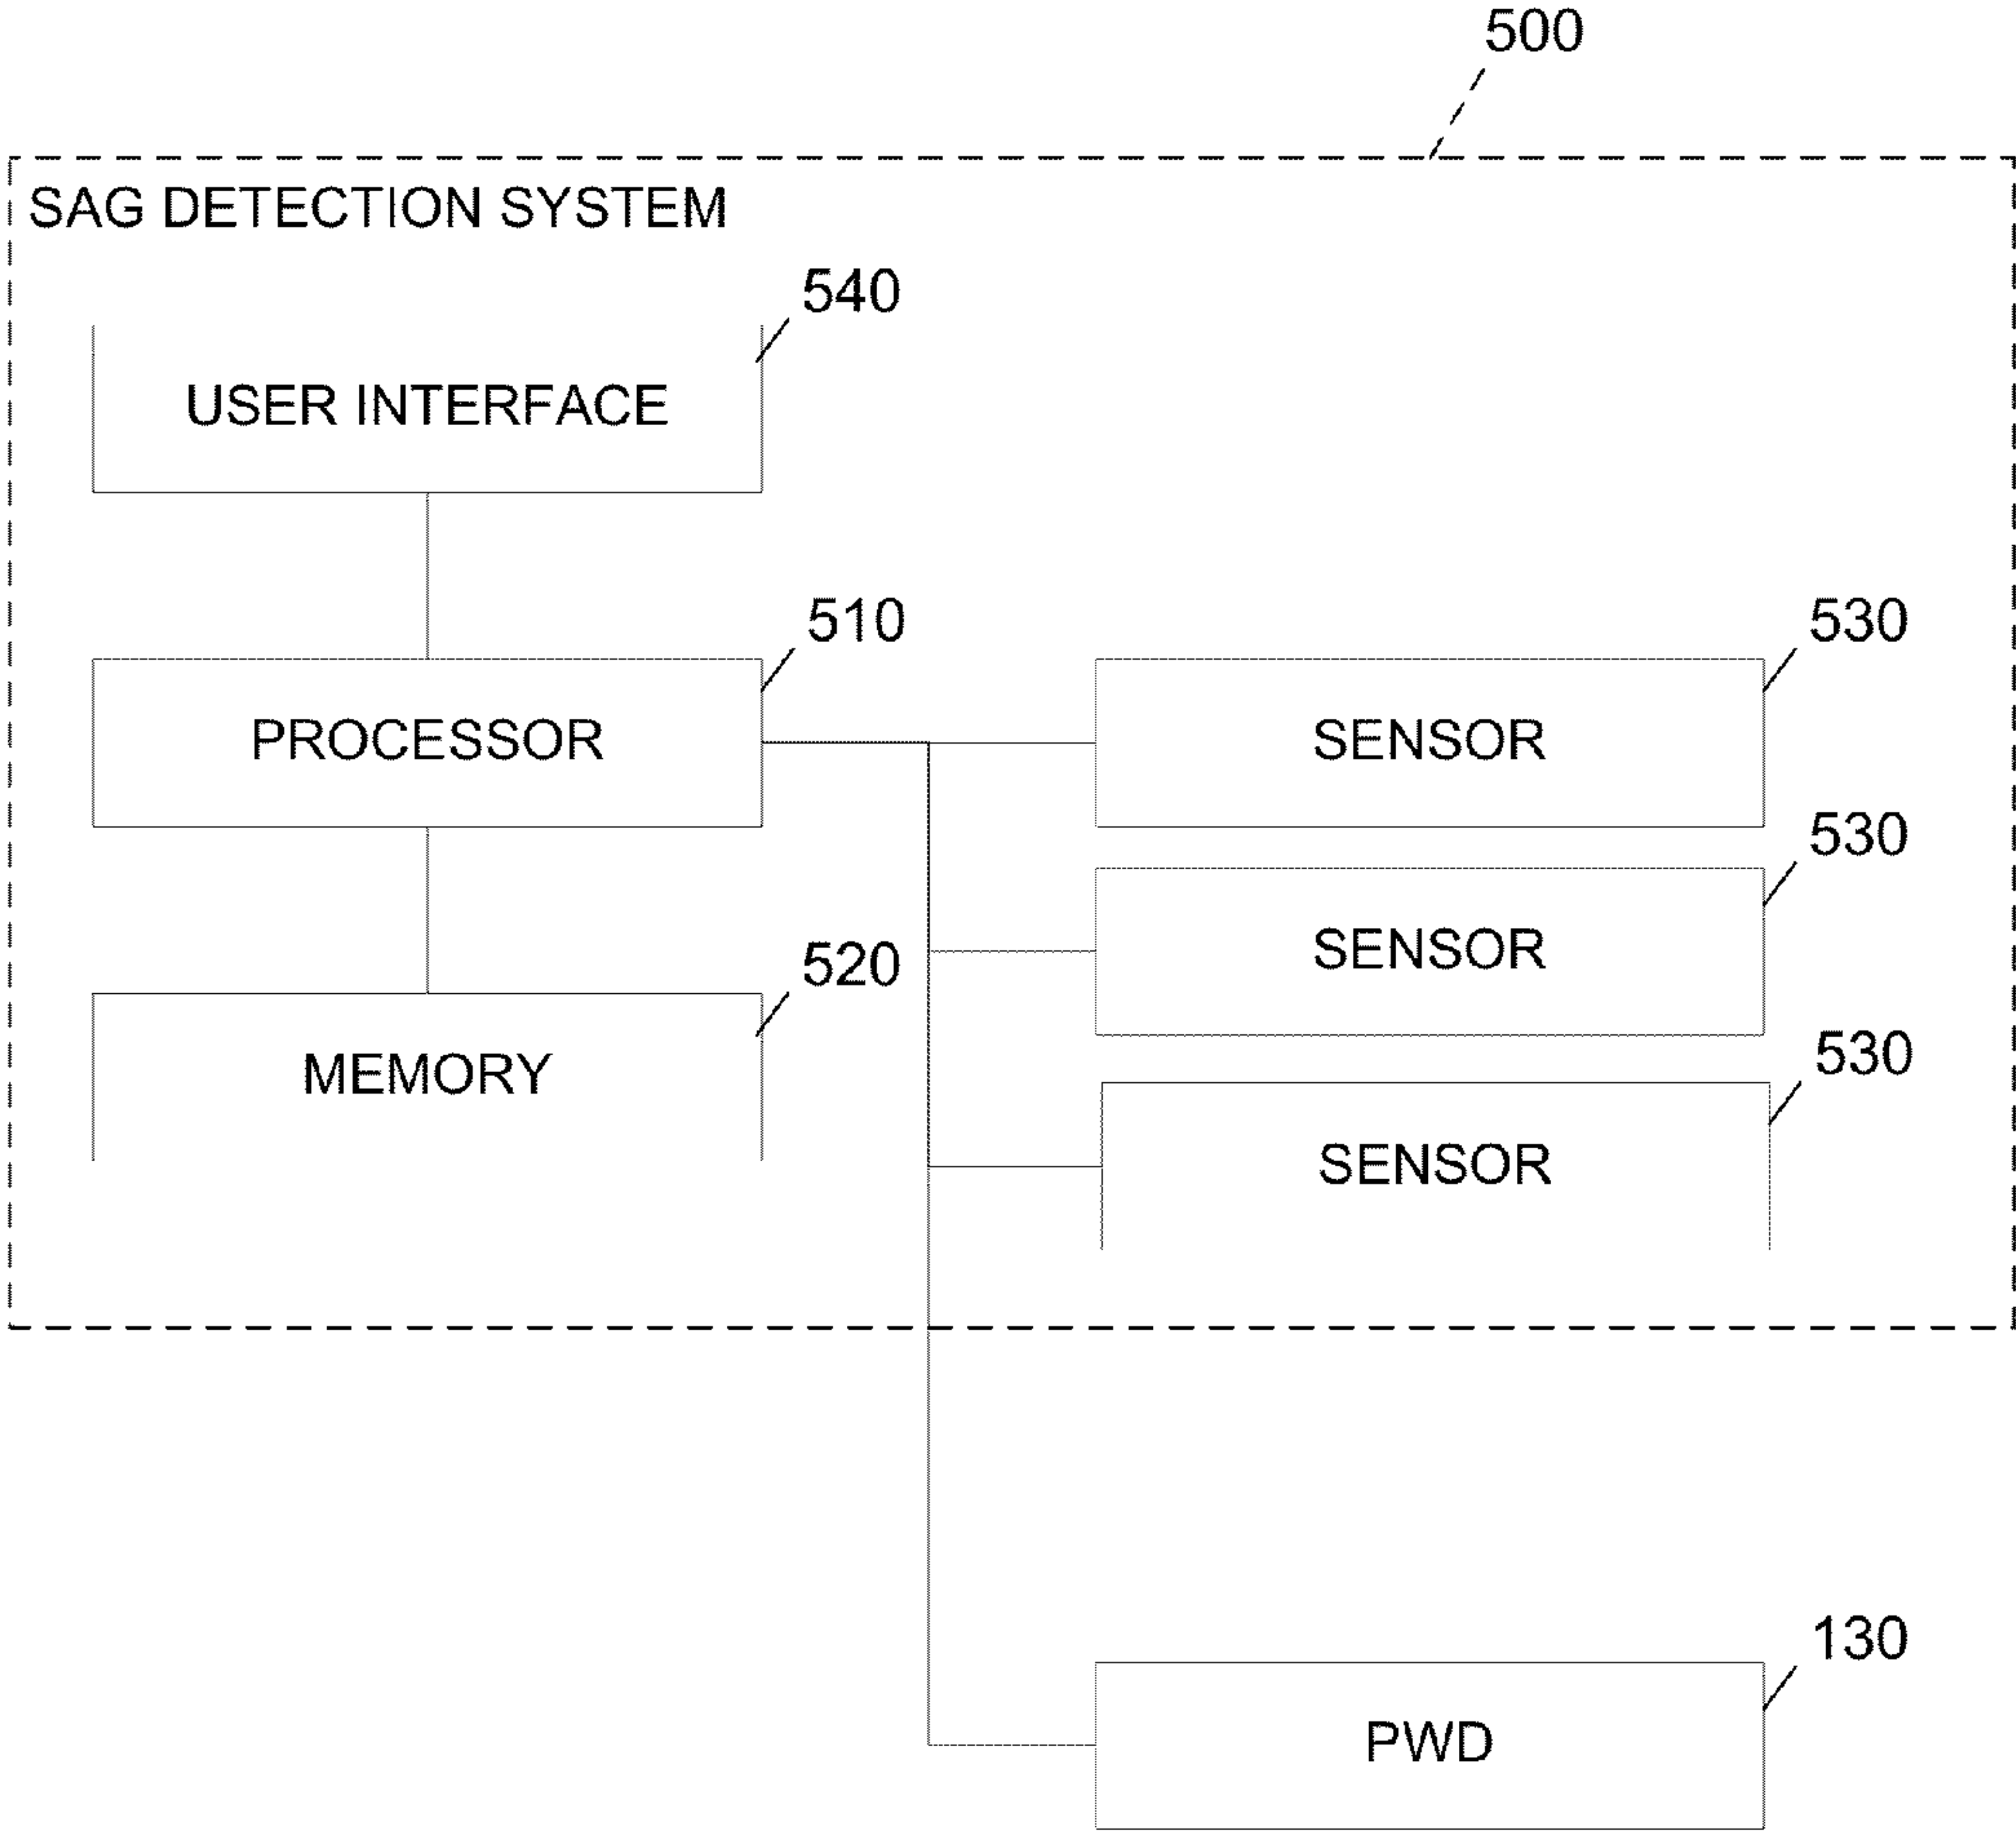 500
SAG DETECTION SYSTEM
540
USER INTERFACE
510
PROCESSOR
530
SENSOR
530
SENSOR
520
MEMORY
530
SENSOR
130
PWD